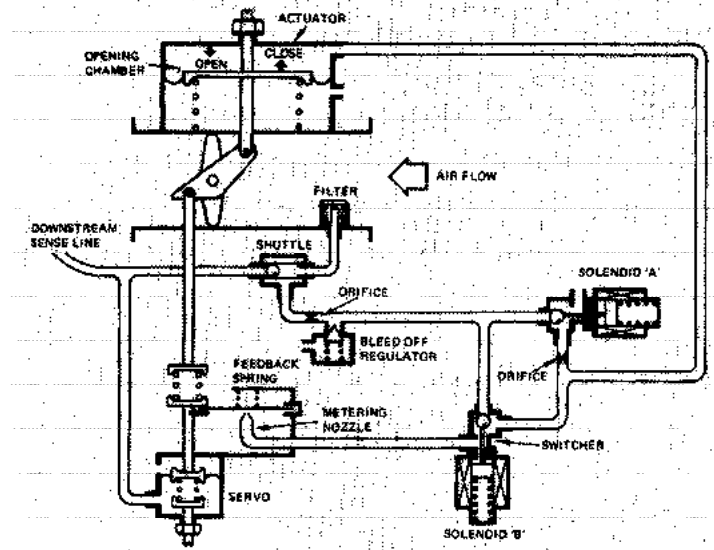 ACTUATOR
OPENING
CHAMBER
OPEN
CLOSE
AIR FLOW
FILTER
DOWNSTREAM
SENSE LINE
SHUTTLE
SOLENOID 'A'
ORIFICE
BLEED OFF
REGULATOR
FEEDBACK
SPRING
ORIFICE
METERING
NOZZLE
SWITCHER
SERVO
SOLENOID 'B'